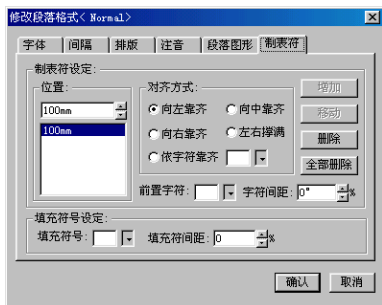 修改段落格式< Normal>
字体 间隔 排版 注音 段落图形 制表符
制表符设定:
位置:
100mm
100mm
对齐方式:
向左靠齐 向中靠齐
向右靠齐 左右撑满
依字符靠齐
增加
移动
删除
全部删除
前置字符: 字符间距: 0" %
填充符号设定:
填充符号: 填充符间距: 0 %
确认 取消